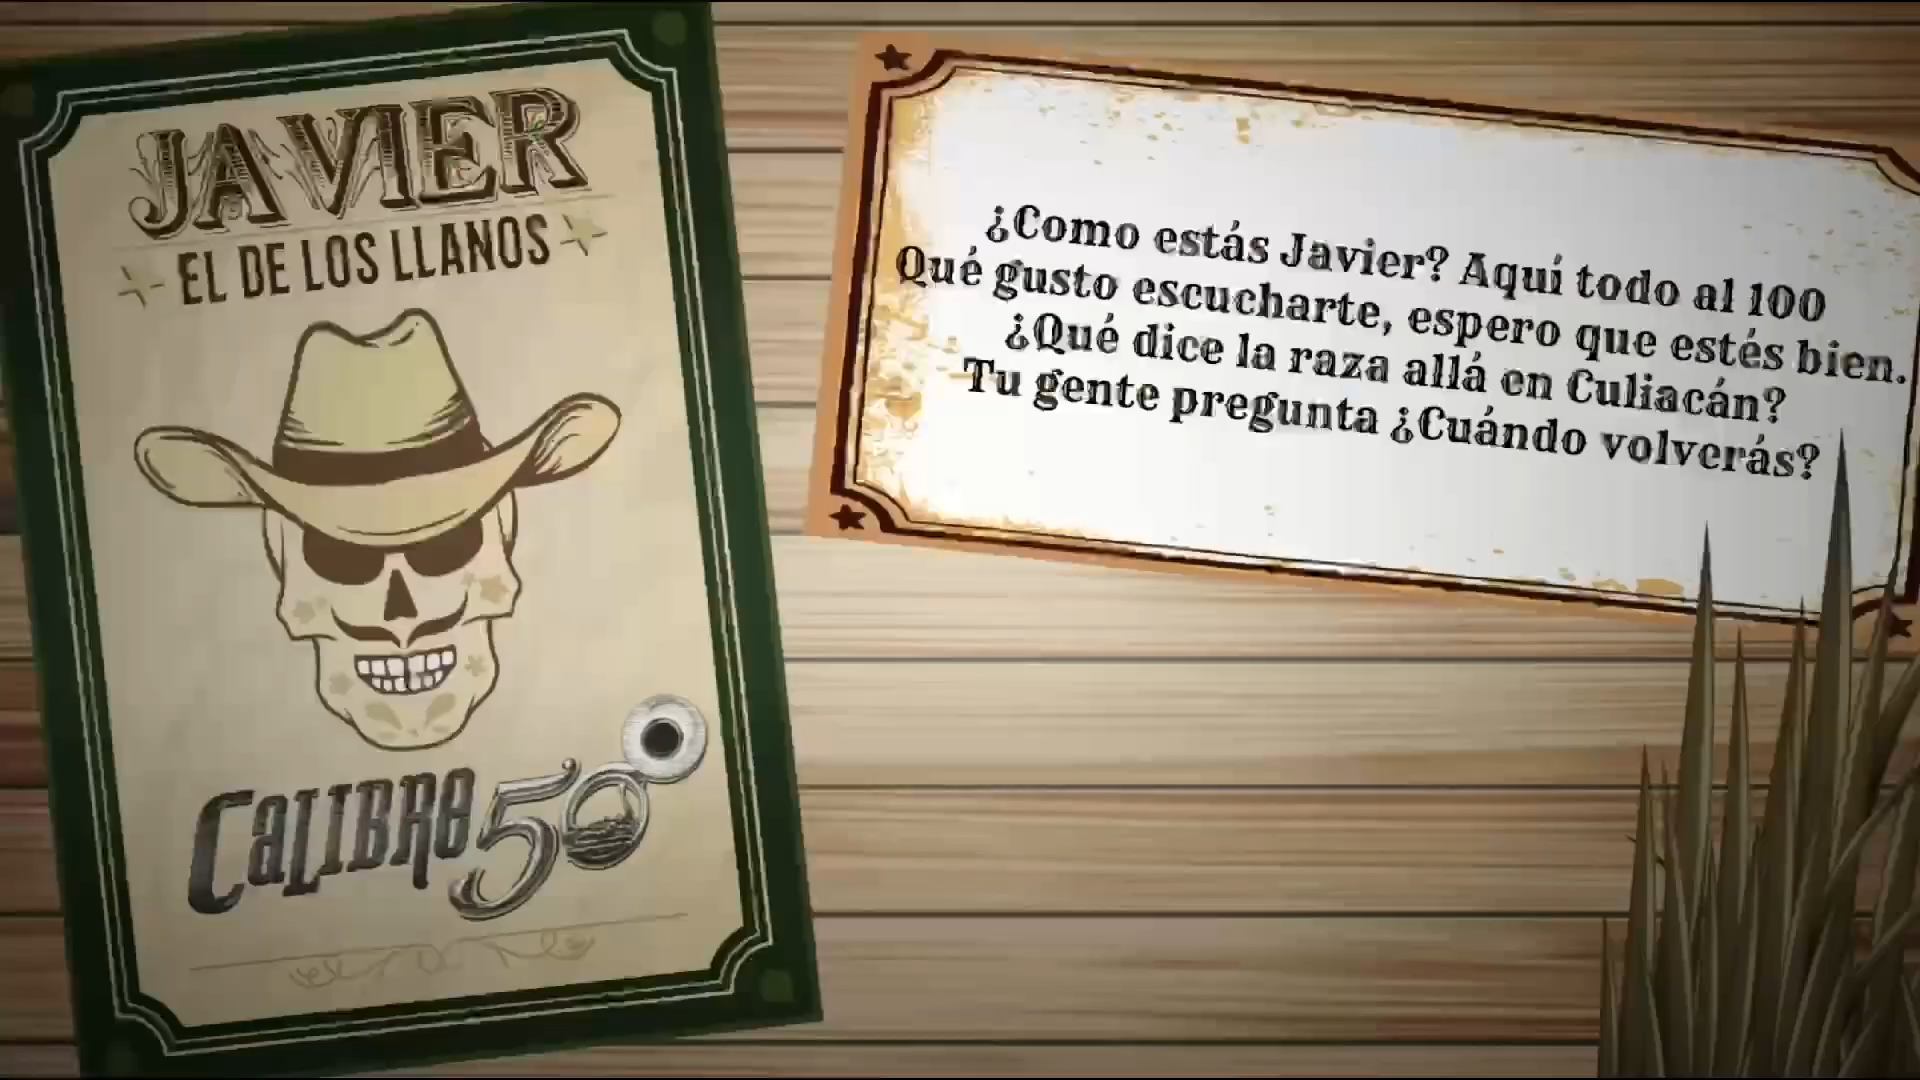 JAVIER
EL DE LOS LLANOS
CALIBRE 50
¿Como estás Javier? Aquí todo al 100
Qué gusto escucharte, espero que estés bien.
¿Qué dice la raza allá en Culiacán?
Tu gente pregunta ¿Cuándo volverás?